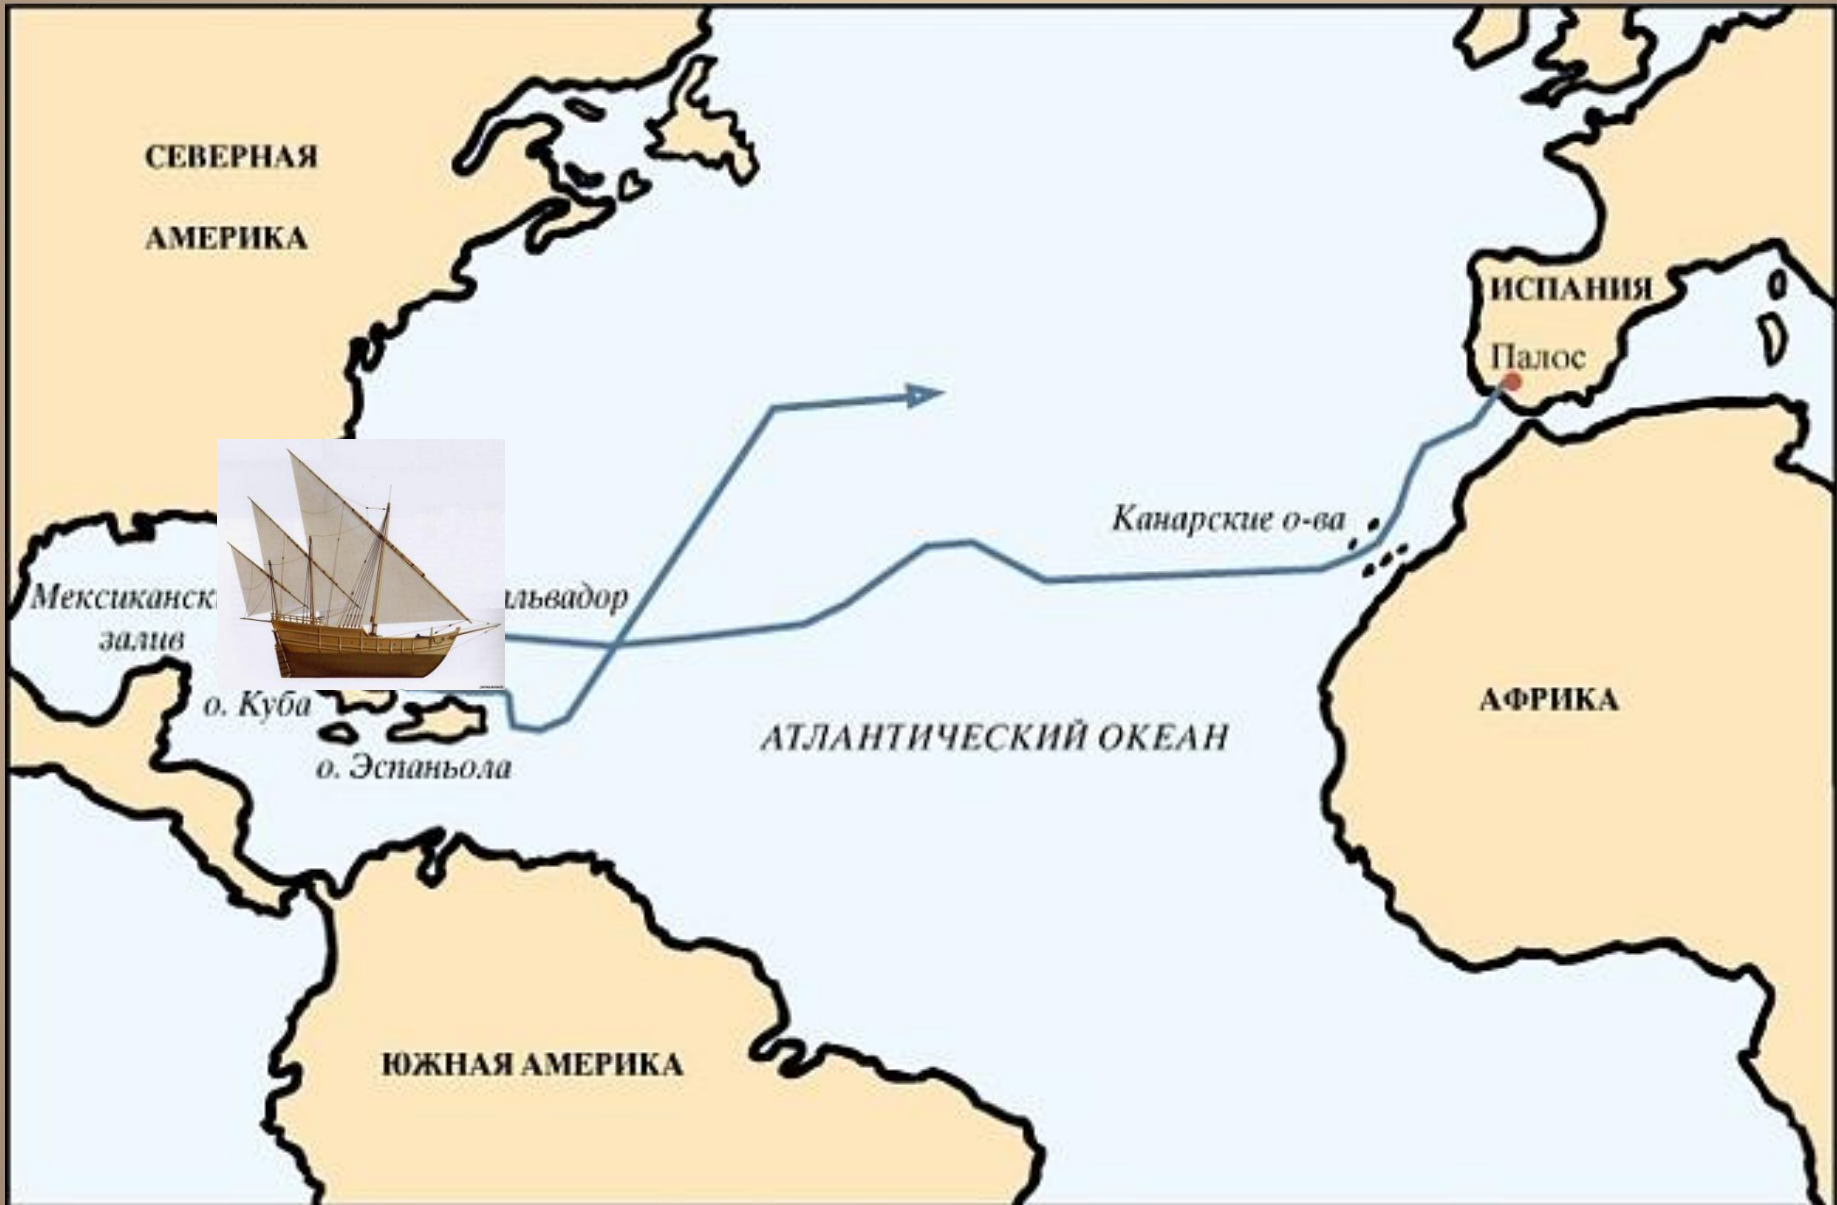 СЕВЕРНАЯ
АМЕРИКА
ИСПАНИЯ
Палос
Канарские о-ва
Мексиканск
альвадор
залив
о. Куба
АФРИКА
АТЛАНТИЧЕСКИЙ ОКЕАН
о. Эспаньола
ЮЖНАЯ АМЕРИКА